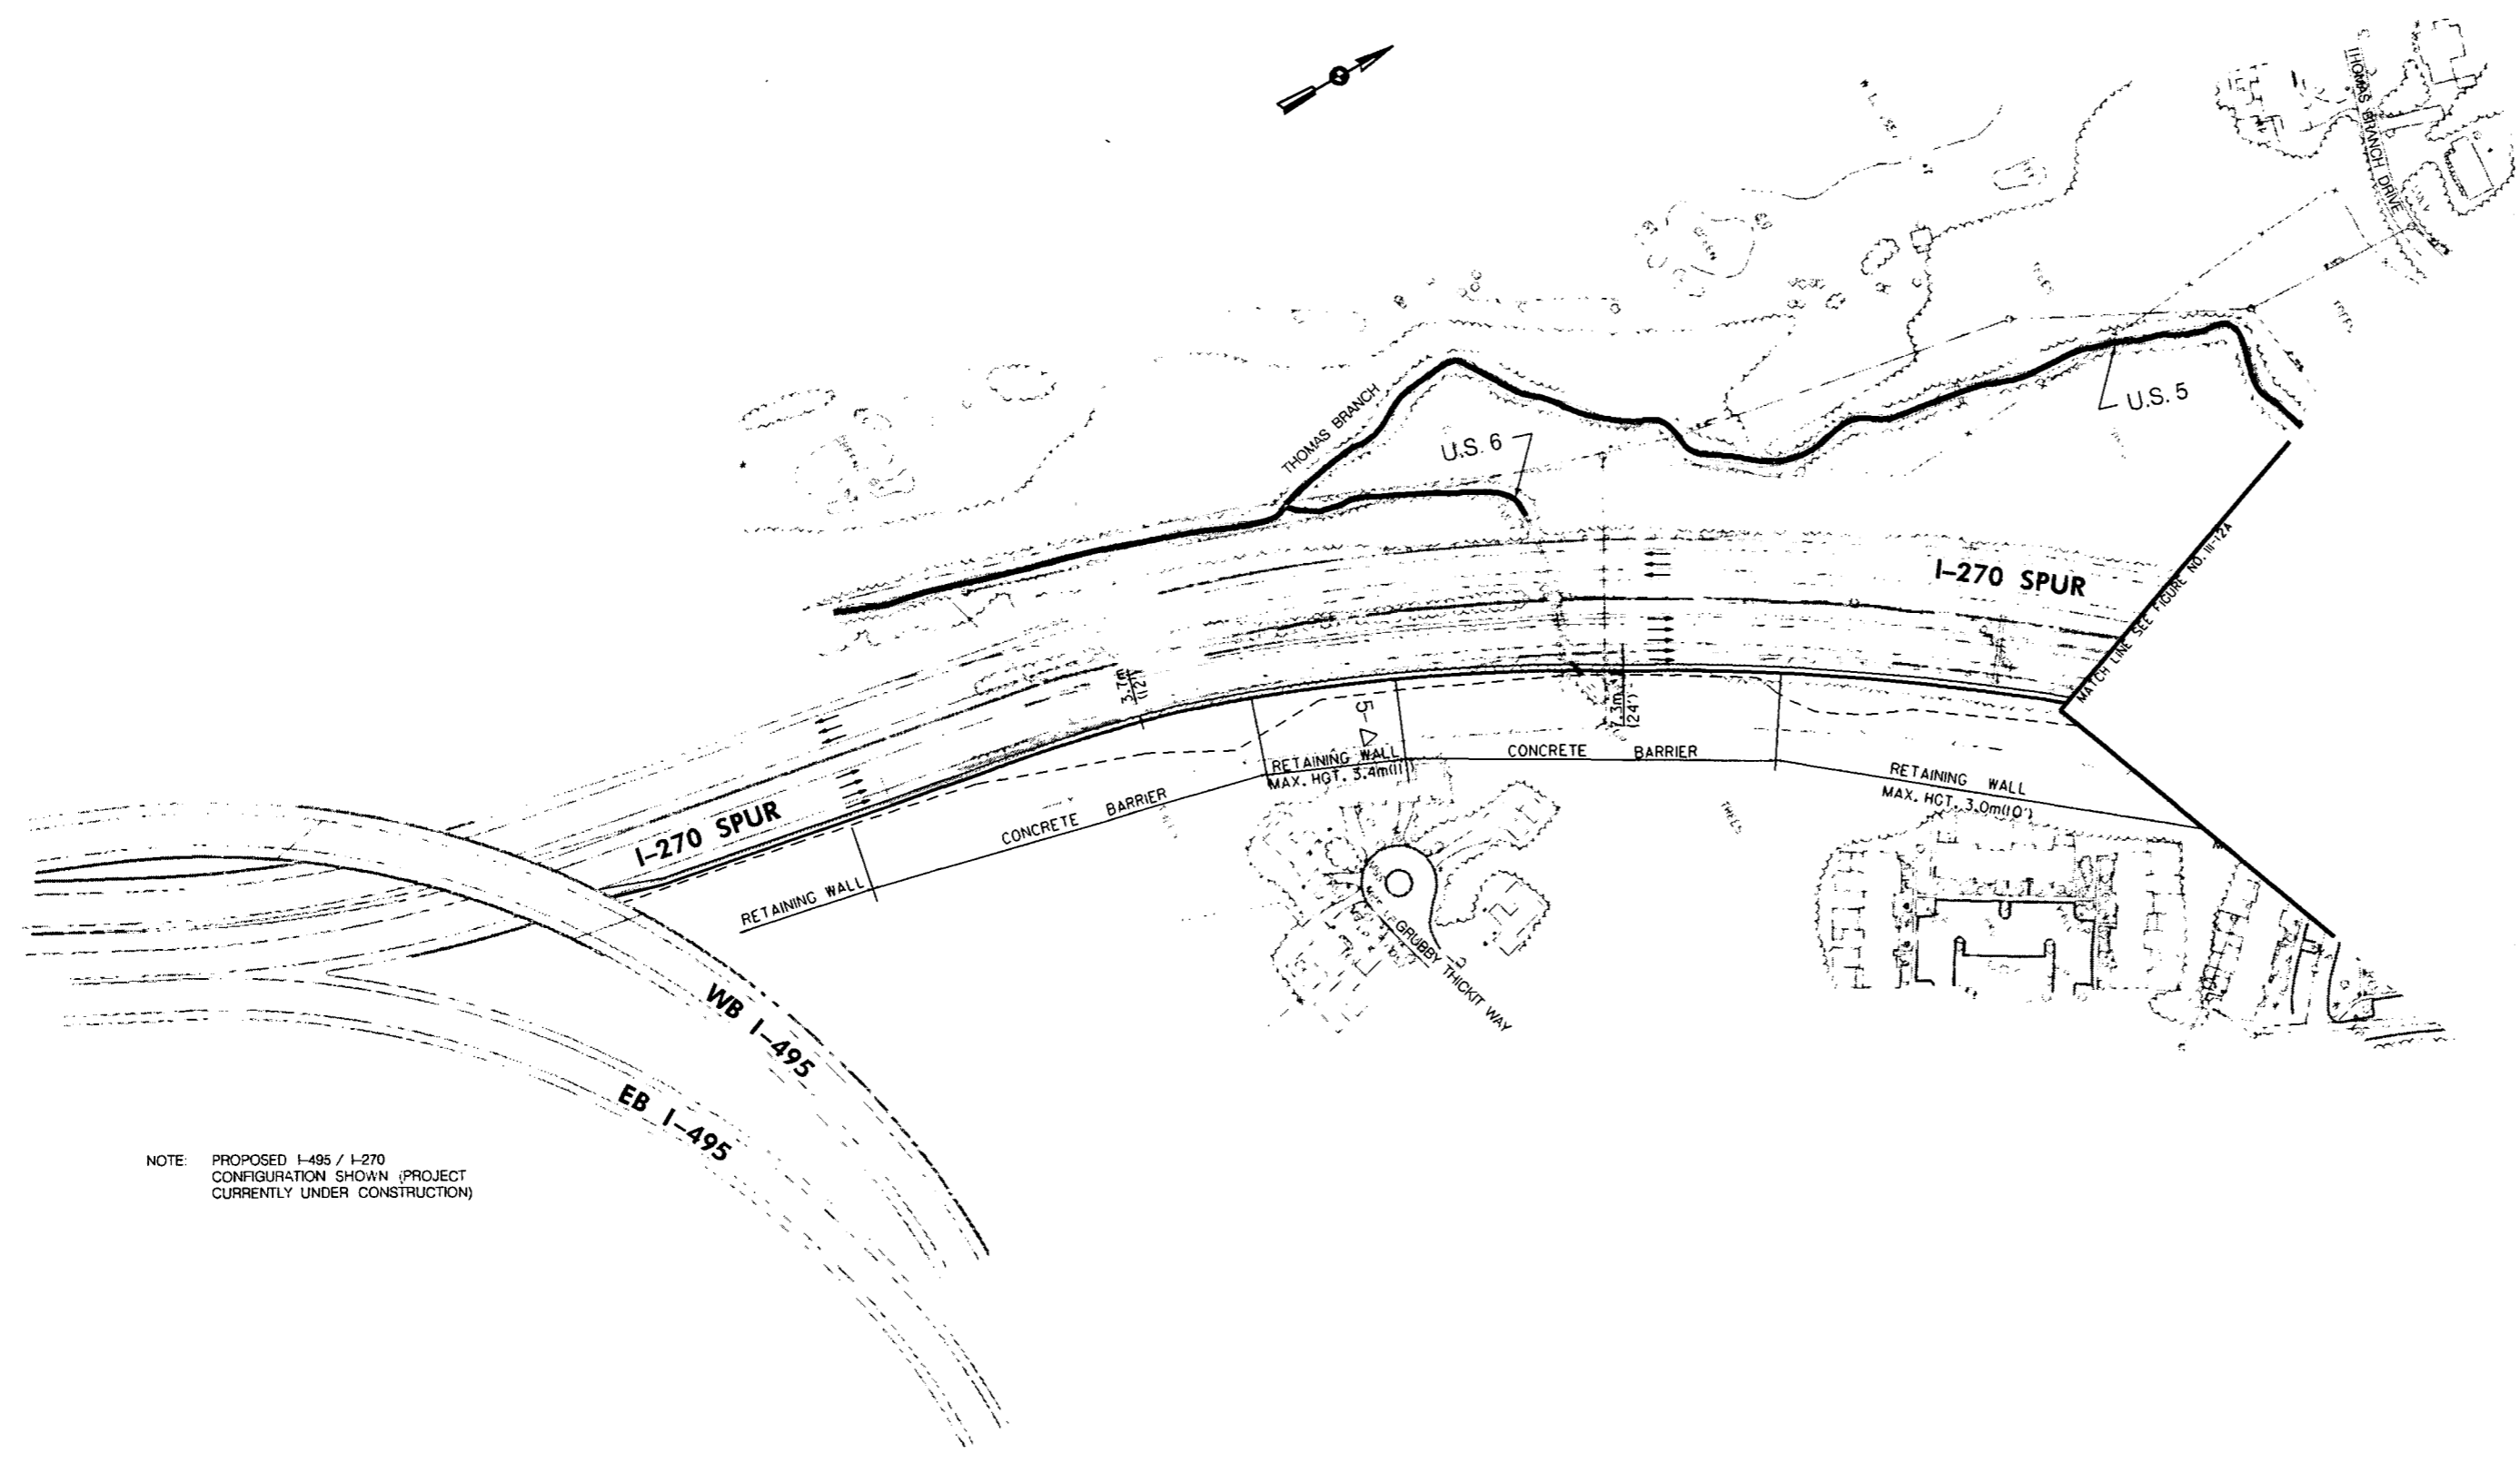 THOMAS BRANCH DRIVE
THOMAS BRANCH
U.S. 6
U.S. 5
I-270 SPUR
MATCH LINE SEE FIGURE NO. III-12A
3.7m
(12')
7.3m
(24')
5-
RETAINING WALL
MAX. HGT. 3.4m(11')
CONCRETE BARRIER
RETAINING WALL
MAX. HGT. 3.0m(10')
I-270 SPUR
CONCRETE BARRIER
RETAINING WALL
TREES
GRUBBY THICKIT WAY
WB I-495
EB I-495
NOTE: PROPOSED I-495 / I-270
CONFIGURATION SHOWN (PROJECT
CURRENTLY UNDER CONSTRUCTION)